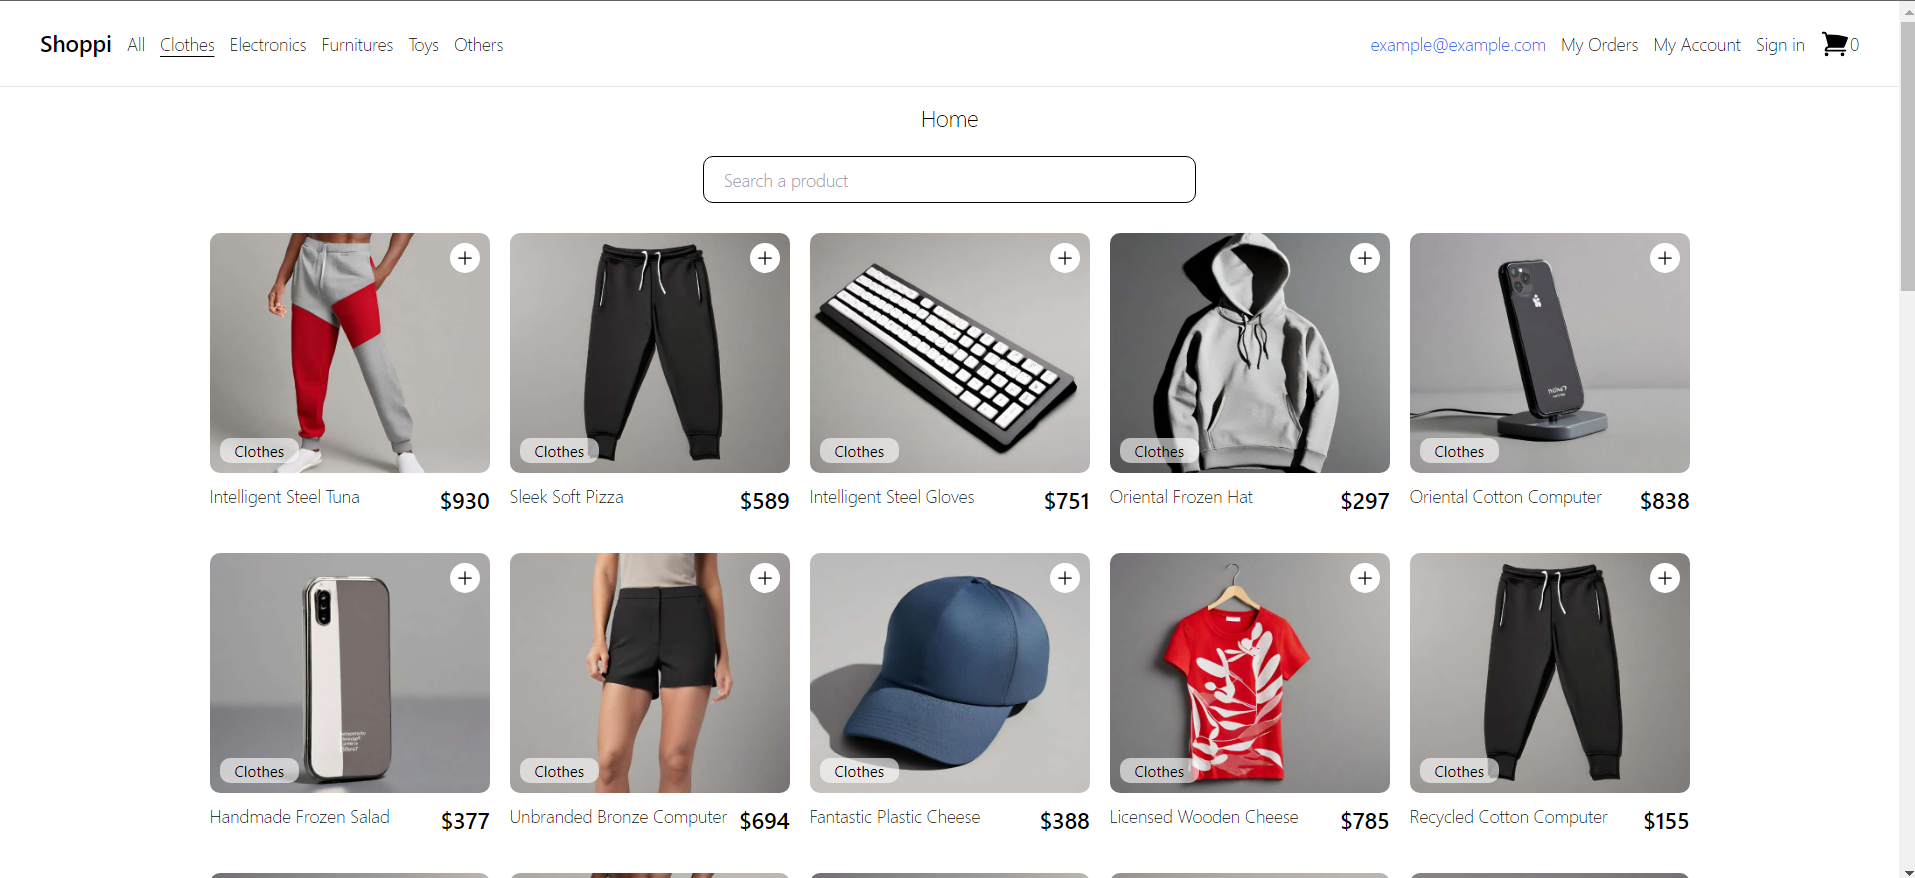 Shoppi All Clothes Electronics Furnitures Toys Others example@example.com My Orders My Account Sign in 0
Home
Search a product
Clothes Clothes Clothes Clothes Clothes
Intelligent Steel Tuna $930 Sleek Soft Pizza $589 Intelligent Steel Gloves $751 Oriental Frozen Hat $297 Oriental Cotton Computer $838
Clothes Clothes Clothes Clothes Clothes
Handmade Frozen Salad $377 Unbranded Bronze Computer $694 Fantastic Plastic Cheese $388 Licensed Wooden Cheese $785 Recycled Cotton Computer $155